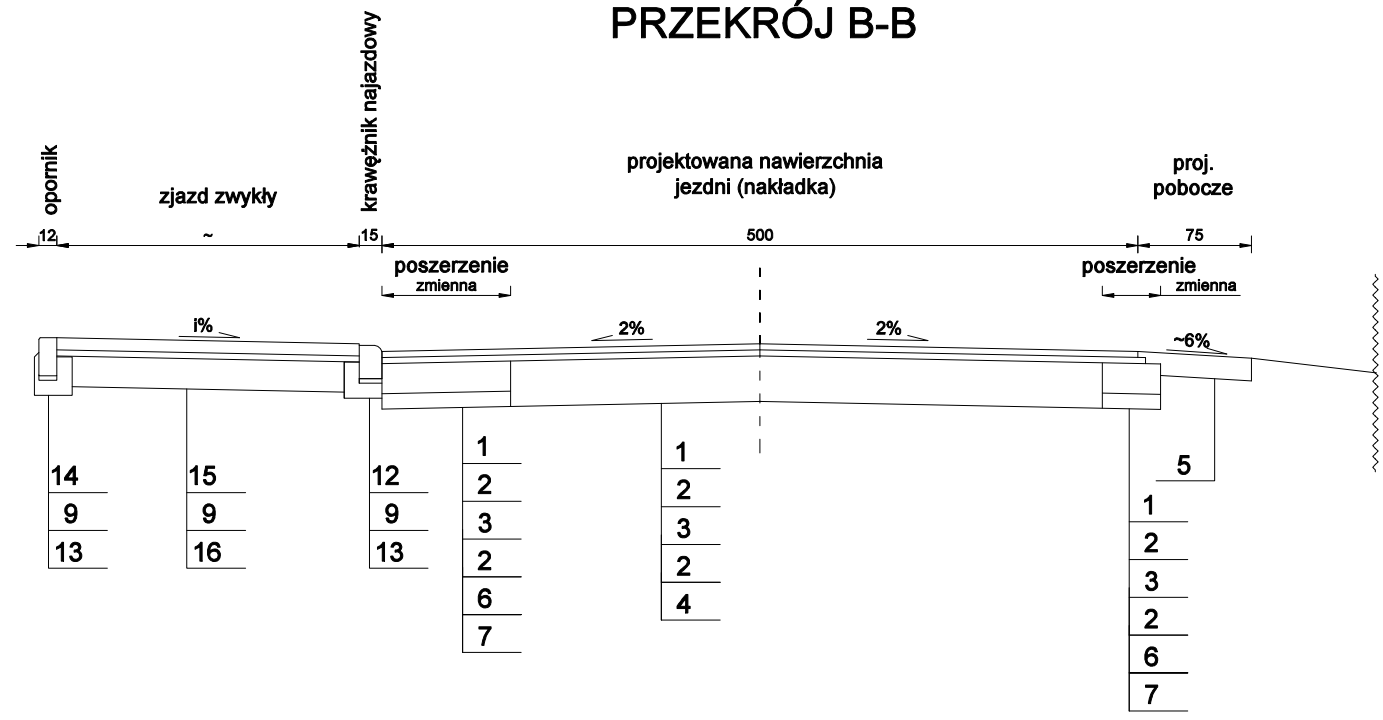 PRZEKRÓJ B-B
opornik
zjazd zwykły
krawężnik najazdowy
projektowana nawierzchnia
jezdni (nakładka)
proj.
pobocze
12
~
15
500
75
poszerzenie
zmienna
poszerzenie
zmienna
i%
2%
2%
~6%
14
9
13
15
9
16
12
9
13
1
2
3
2
6
7
1
2
3
2
4
1
2
3
2
6
7
5